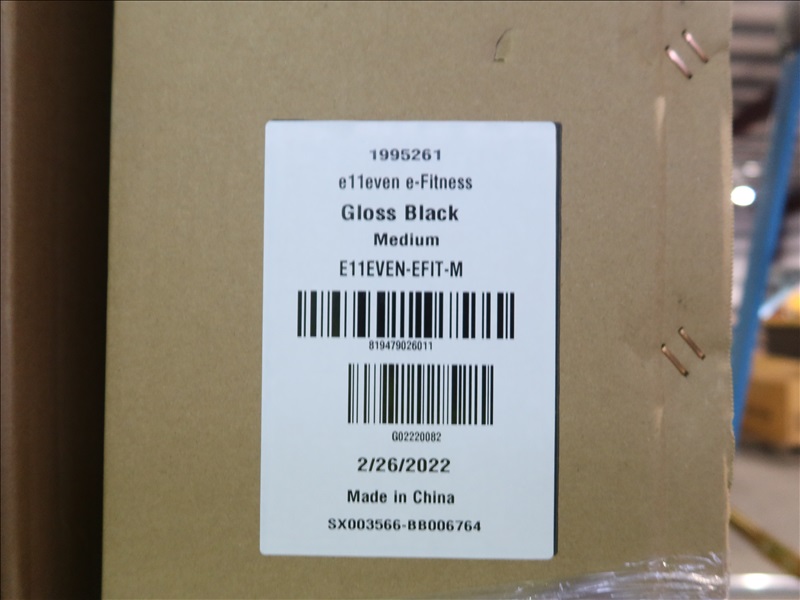 1995261
e11even e-Fitness
Gloss Black
Medium
E11EVEN-EFIT-M
819479026011
G02220082
2/26/2022
Made in China
SX003566-BB006764